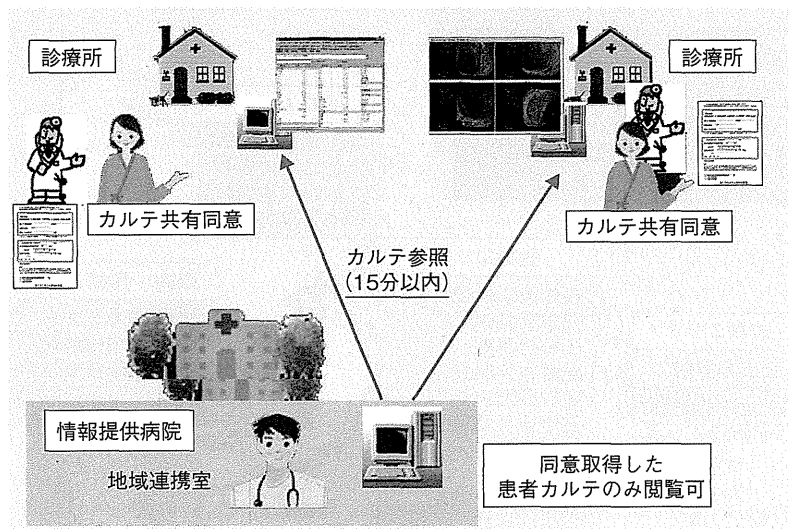 診療所
診療所
カルテ共有同意
カルテ共有同意
カルテ参照
(15分以内)
情報提供病院
地域連携室
同意取得した
患者カルテのみ閲覧可